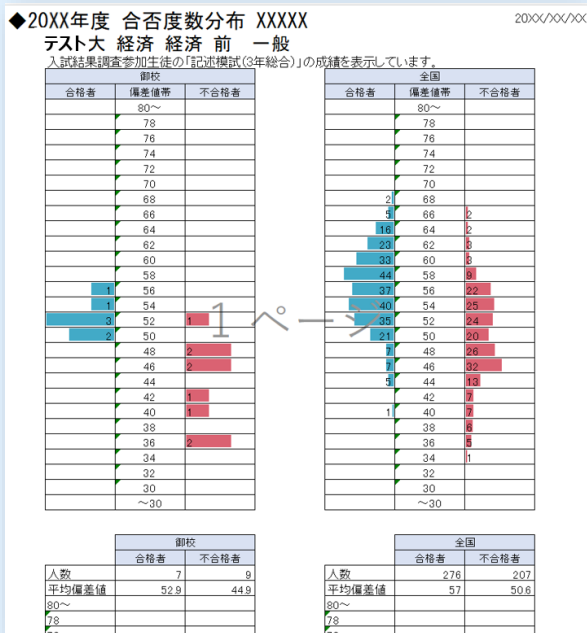 ◆20XX年度 合否度数分布 XXXXX 20XX/XX/XX
テスト大 経済 経済 前 一般
入試結果調査参加生徒の「記述模試(3年総合)」の成績を表示しています。
御校 全国
合格者 偏差値帯 不合格者 合格者 偏差値帯 不合格者
80~ 80~
78 78
76 76
74 74
72 72
70 70
68 2 68
66 5 66 2
64 16 64 2
62 23 62 3
60 33 60 3
58 44 58 9
1 56 37 56 22
1 54 40 54 25
3 52 1 35 52 24
2 50 21 50 20
48 2 7 48 26
46 2 7 46 32
44 5 44 13
42 1 42 7
40 1 1 40 7
38 38 6
36 2 36 5
34 34 1
32 32
30 30
~30 ~30
1 ページ
御校 全国
合格者 不合格者 合格者 不合格者
人数 7 9 人数 276 207
平均偏差値 52.9 44.9 平均偏差値 57 50.6
80~ 80~
78 78